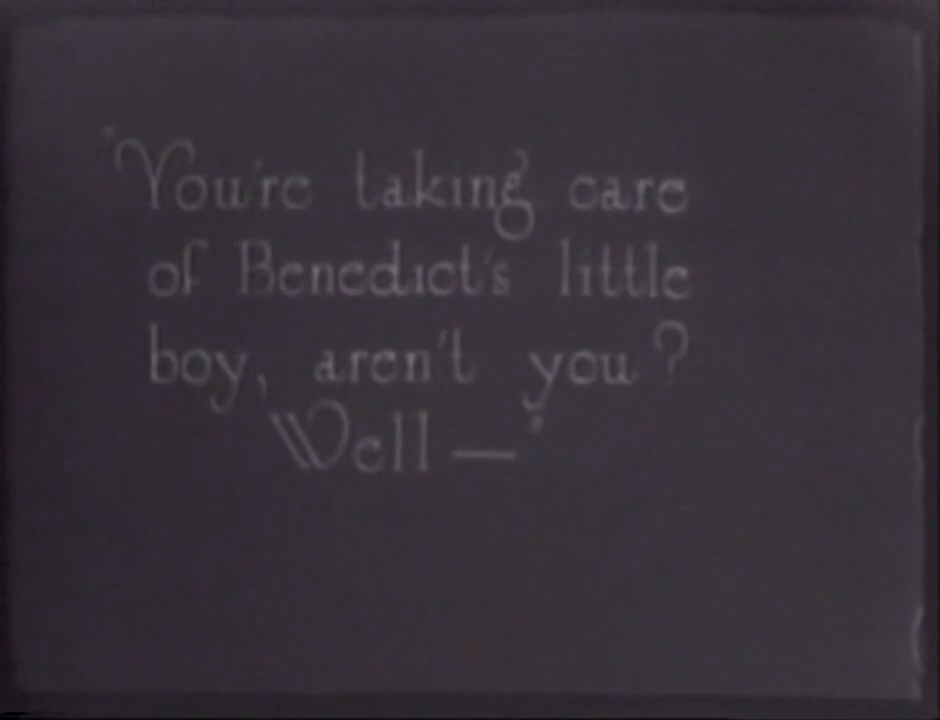 "You're taking care
of Benedict's little
boy, aren't you?
Well —"